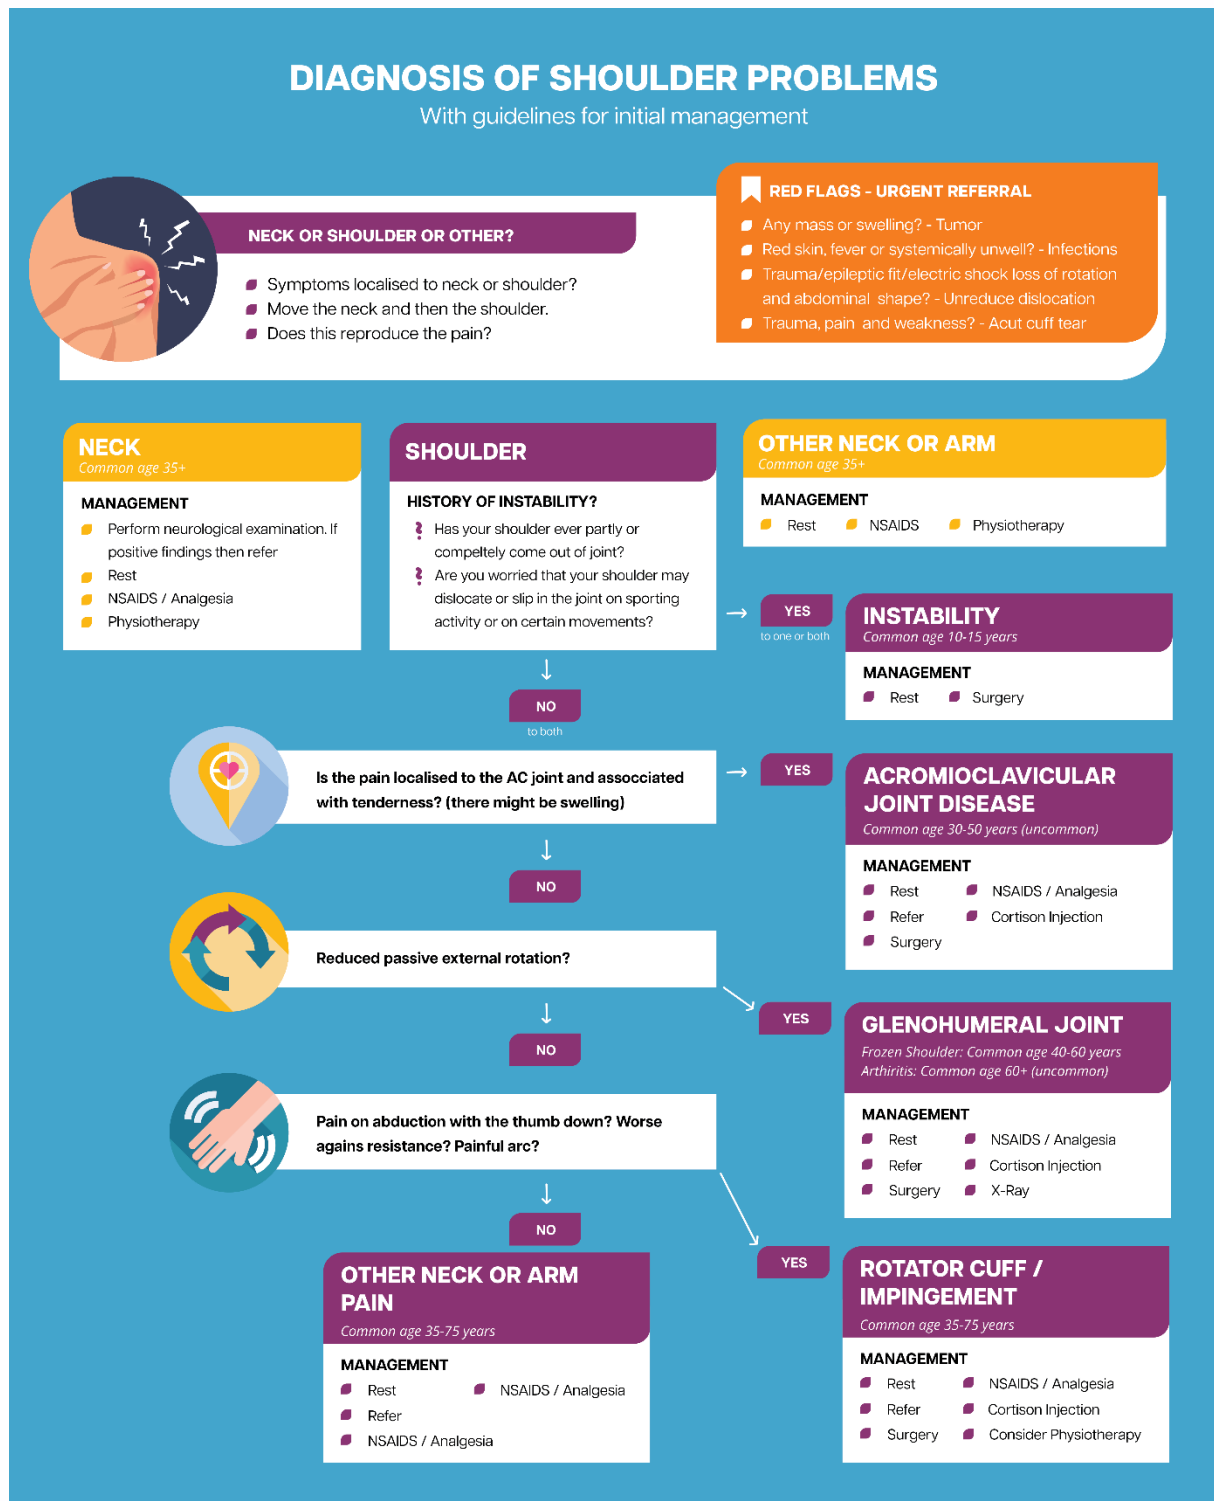 DIAGNOSIS OF SHOULDER PROBLEMS
With guidelines for initial management
NECK OR SHOULDER OR OTHER?
Symptoms localised to neck or shoulder?
Move the neck and then the shoulder.
Does this reproduce the pain?
RED FLAGS - URGENT REFERRAL
Any mass or swelling? - Tumor
Red skin, fever or systemically unwell? - Infections
Trauma/epileptic fit/electric shock loss of rotation
and abdominal shape? - Unreduce dislocation
Trauma, pain and weakness? - Acut cuff tear
NECK
Common age 35+
MANAGEMENT
Perform neurological examination. If
positive findings then refer
Rest
NSAIDS / Analgesia
Physiotherapy
SHOULDER
HISTORY OF INSTABILITY?
Has your shoulder ever partly or
compeltely come out of joint?
Are you worried that your shoulder may
dislocate or slip in the joint on sporting
activity or on certain movements?
OTHER NECK OR ARM
Common age 35+
MANAGEMENT
Rest NSAIDS Physiotherapy
YES
to one or both
INSTABILITY
Common age 10-15 years
MANAGEMENT
Rest Surgery
NO
to both
Is the pain localised to the AC joint and assocciated
with tenderness? (there might be swelling)
YES
ACROMIOCLAVICULAR
JOINT DISEASE
Common age 30-50 years (uncommon)
MANAGEMENT
Rest NSAIDS / Analgesia
Refer Cortison Injection
Surgery
NO
Reduced passive external rotation?
YES
GLENOHUMERAL JOINT
Frozen Shoulder: Common age 40-60 years
Arthiritis: Common age 60+ (uncommon)
MANAGEMENT
Rest NSAIDS / Analgesia
Refer Cortison Injection
Surgery X-Ray
NO
Pain on abduction with the thumb down? Worse
agains resistance? Painful arc?
YES
ROTATOR CUFF /
IMPINGEMENT
Common age 35-75 years
MANAGEMENT
Rest NSAIDS / Analgesia
Refer Cortison Injection
Surgery Consider Physiotherapy
NO
OTHER NECK OR ARM
PAIN
Common age 35-75 years
MANAGEMENT
Rest NSAIDS / Analgesia
Refer
NSAIDS / Analgesia